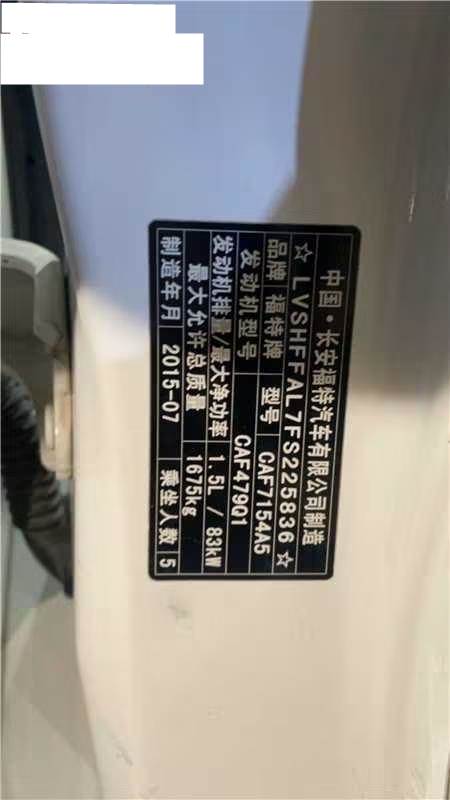 中国·长安福特汽车有限公司制造
☆LVSHFFAL7FS225836☆
品牌 福特牌 型号 CAF7154A5
发动机型号 CAF479Q1
发动机排量/最大净功率 1.5L / 83kW
最大允许总质量 1675kg
制造年月 2015-07 乘坐人数 5